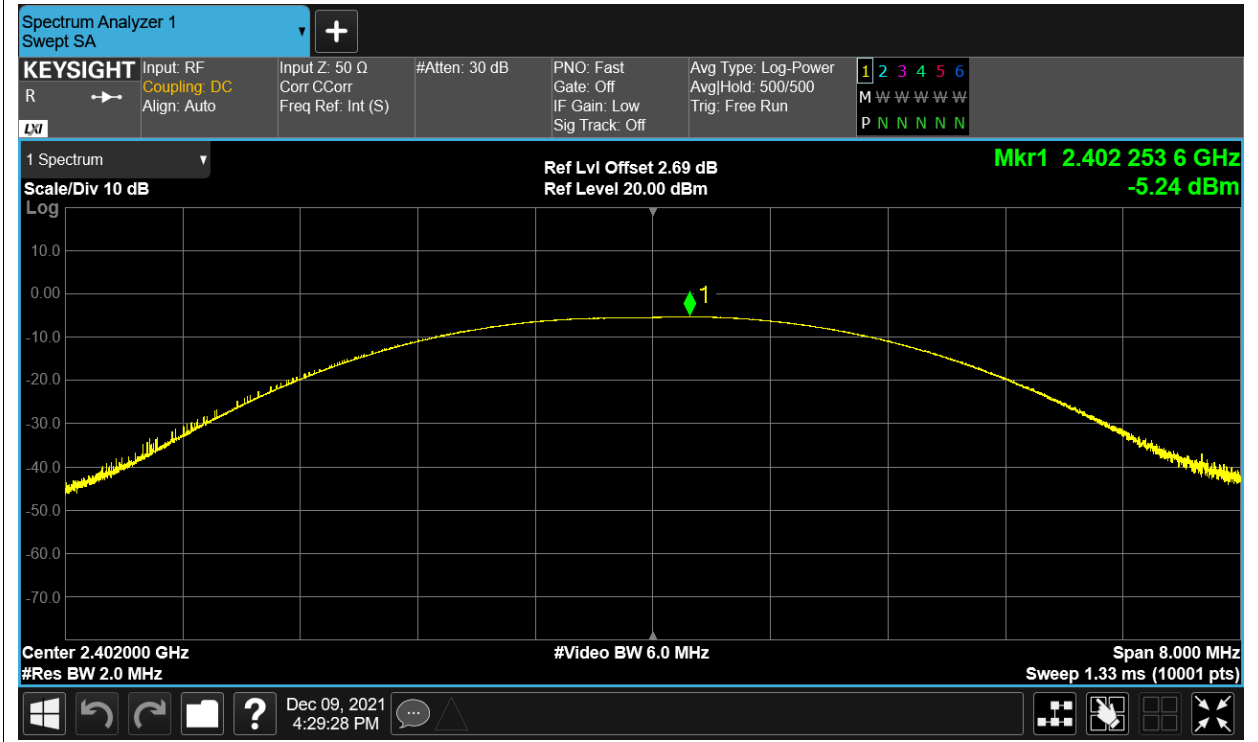 Spectrum Analyzer 1
Swept SA
KEYSIGHT
R
LXI
Input: RF
Coupling: DC
Align: Auto
Input Z: 50 Ω
Corr CCorr
Freq Ref: Int (S)
#Atten: 30 dB
PNO: Fast
Gate: Off
IF Gain: Low
Sig Track: Off
Avg Type: Log-Power
Avg|Hold: 500/500
Trig: Free Run
1 2 3 4 5 6
M W W W W W W
P N N N N N N
1 Spectrum
Scale/Div 10 dB
Log
Ref Lvl Offset 2.69 dB
Ref Level 20.00 dBm
Mkr1 2.402 253 6 GHz
-5.24 dBm
10.0
0.00
1
-10.0
-20.0
-30.0
-40.0
-50.0
-60.0
-70.0
Center 2.402000 GHz
#Video BW 6.0 MHz
Span 8.000 MHz
#Res BW 2.0 MHz
Sweep 1.33 ms (10001 pts)
?
Dec 09, 2021
4:29:28 PM